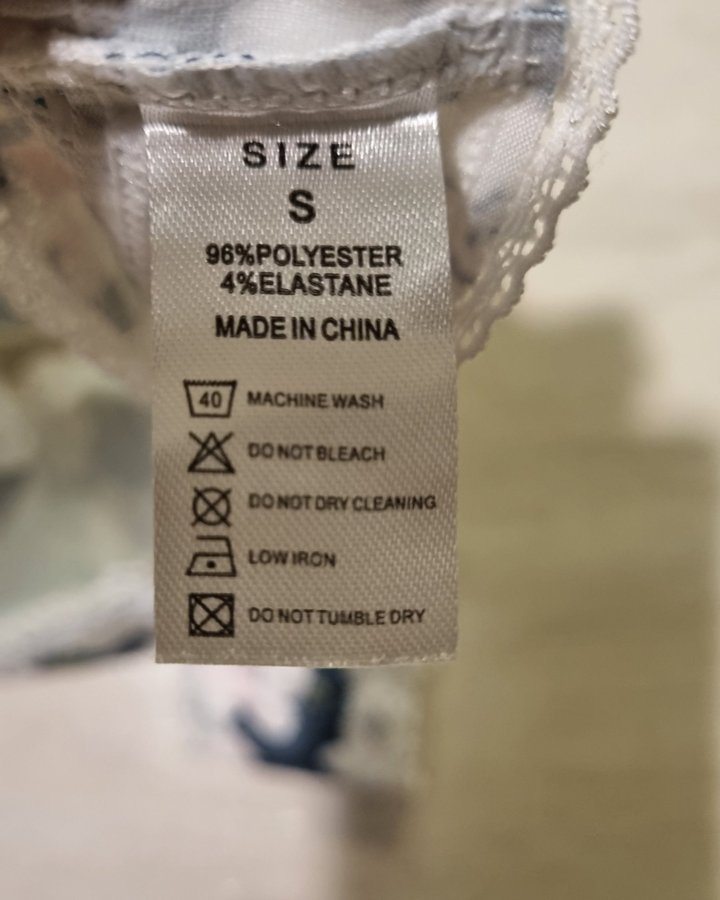 SIZE
S
96%POLYESTER
4%ELASTANE
MADE IN CHINA
40 MACHINE WASH
DO NOT BLEACH
DO NOT DRY CLEANING
LOW IRON
DO NOT TUMBLE DRY